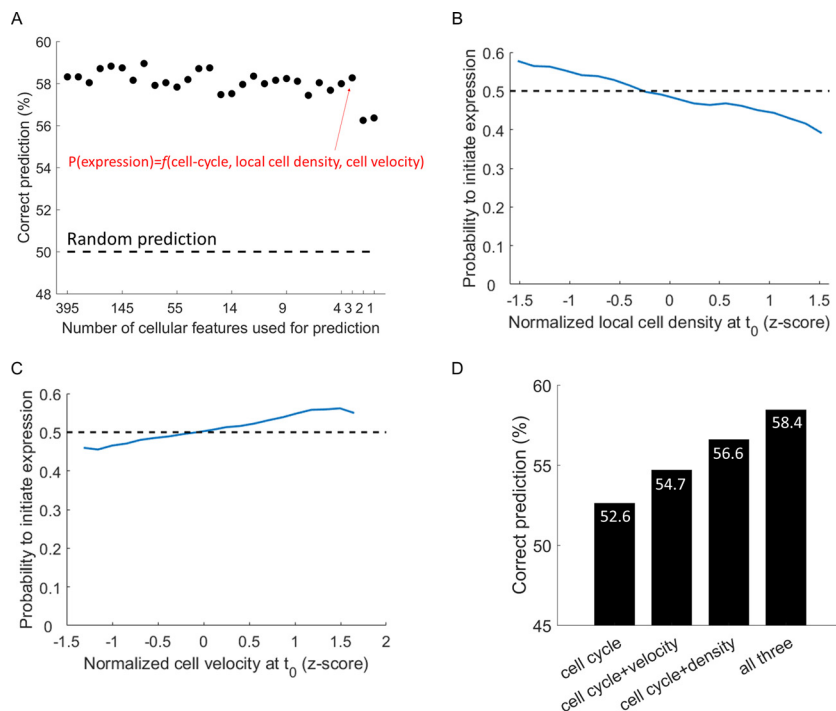 A
Correct prediction (%)
60
58
56
54
52
50
48
P(expression)=f(cell-cycle, local cell density, cell velocity)
Random prediction
395 145 55 14 9 4 3 2 1
Number of cellular features used for prediction
B
Probability to initiate expression
0.6
0.5
0.4
0.3
0.2
0.1
0
-1.5 -1 -0.5 0 0.5 1 1.5
Normalized local cell density at t0 (z-score)
C
Probability to initiate expression
0.6
0.5
0.4
0.3
0.2
0.1
0
-1.5 -1 -0.5 0 0.5 1 1.5 2
Normalized cell velocity at t0 (z-score)
D
Correct prediction (%)
60
55
50
45
52.6
54.7
56.6
58.4
cell cycle
cell cycle+velocity
cell cycle+density
all three